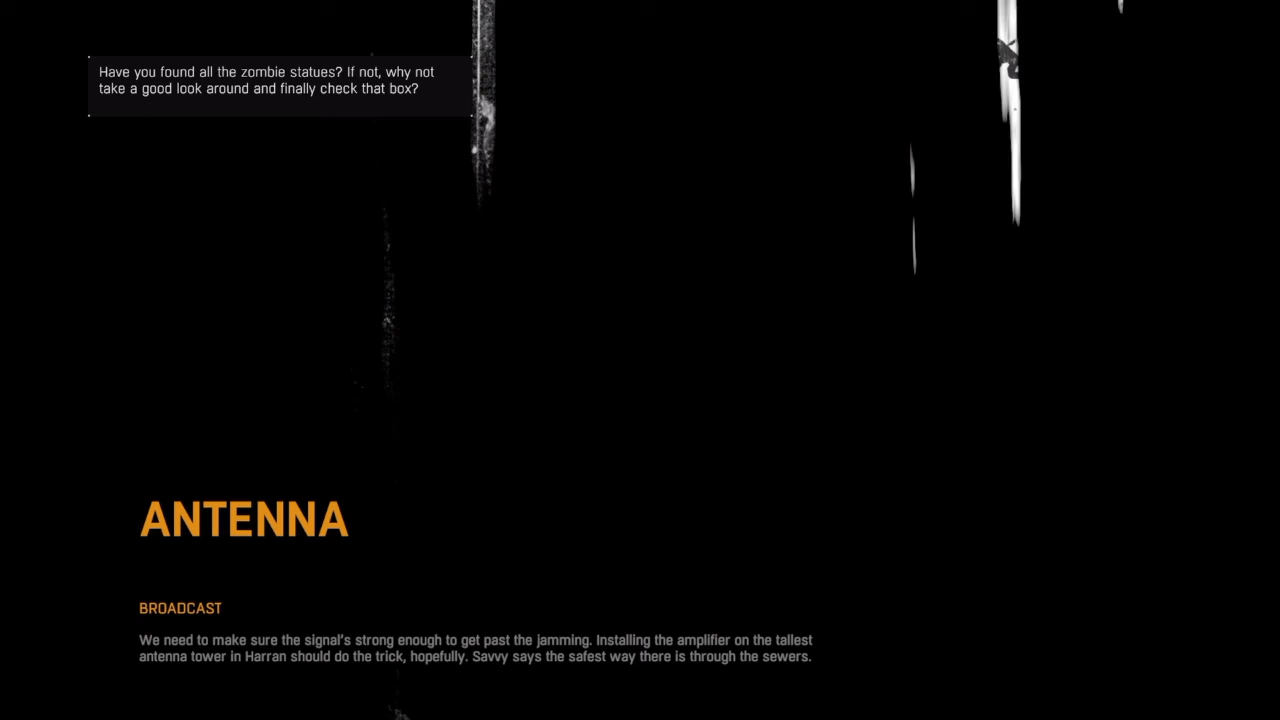 Have you found all the zombie statues? If not, why not
take a good look around and finally check that box?
ANTENNA
BROADCAST
We need to make sure the signal's strong enough to get past the jamming. Installing the amplifier on the tallest
antenna tower in Harran should do the trick, hopefully. Savvy says the safest way there is through the sewers.